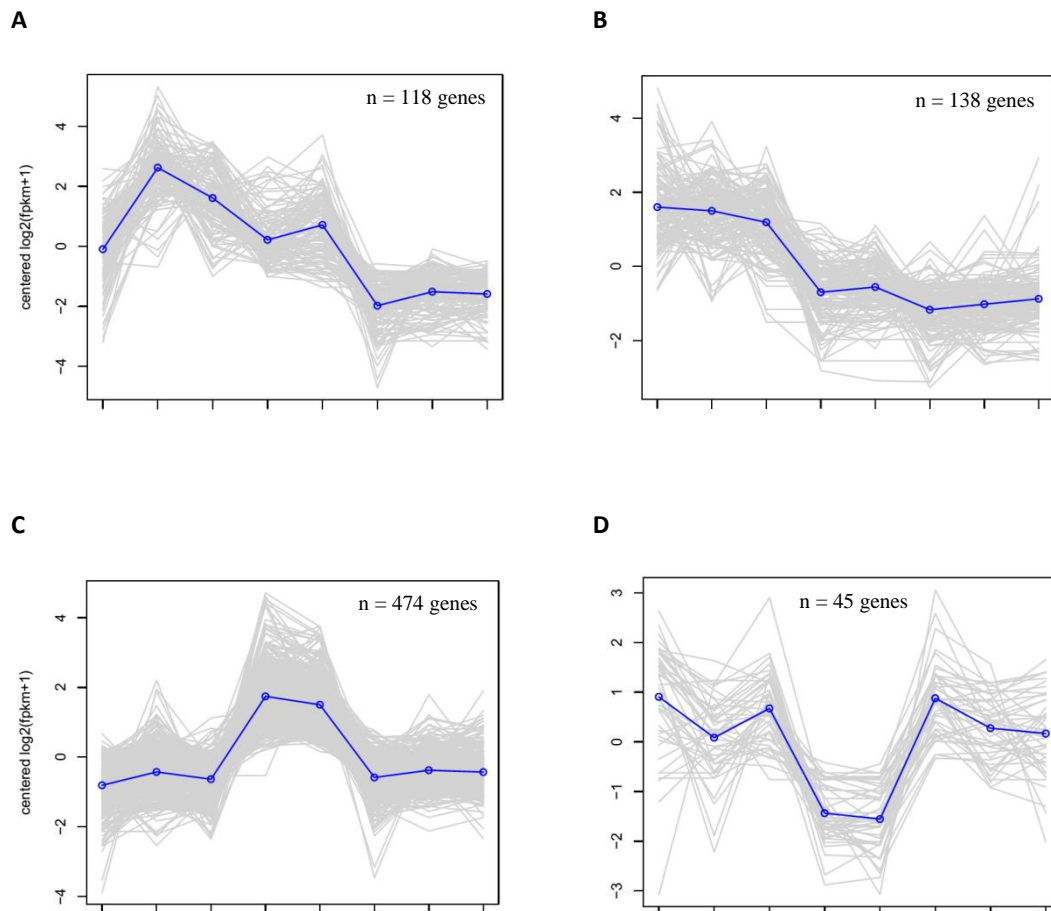 A
B
n = 118 genes
n = 138 genes
centered log2(fpkm+1)
4
2
0
−2
−4
4
2
0
−2
C
D
n = 474 genes
n = 45 genes
centered log2(fpkm+1)
4
2
0
−2
−4
3
2
1
0
−1
−2
−3